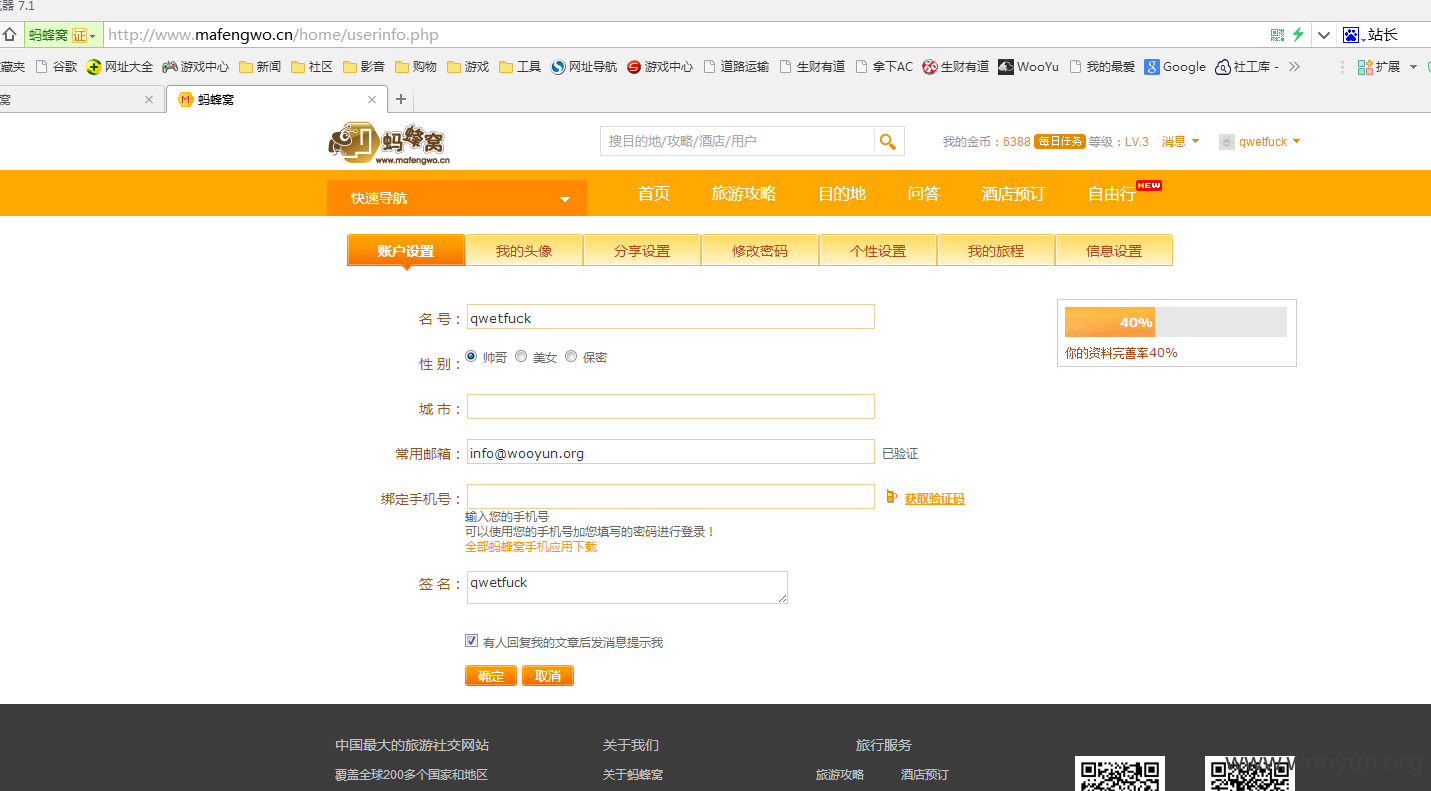 器 7.1
蚂蜂窝 证 http://www.mafengwo.cn/home/userinfo.php 站长
藏夹 谷歌 网址大全 游戏中心 新闻 社区 影音 购物 游戏 工具 网址导航 游戏中心 道路运输 生财有道 拿下AC 生财有道 WooYu 我的最爱 Google 社工库 - 扩展
窝 蚂蜂窝
蚂蜂窝
www.mafengwo.cn
搜目的地/攻略/酒店/用户
我的金币：6388 每日任务 等级：LV.3 消息 qwetfuck
快速导航 首页 旅游攻略 目的地 问答 酒店预订 自由行 NEW
账户设置 我的头像 分享设置 修改密码 个性设置 我的旅程 信息设置
名 号： qwetfuck
40%
你的资料完善率40%
性 别： 帅哥 美女 保密
城 市：
常用邮箱： info@wooyun.org 已验证
绑定手机号： 获取验证码
输入您的手机号
可以使用您的手机号加您填写的密码进行登录！
全部蚂蜂窝手机应用下载
签 名： qwetfuck
有人回复我的文章后发消息提示我
确定 取消
中国最大的旅游社交网站 关于我们 旅行服务
覆盖全球200多个国家和地区 关于蚂蜂窝 旅游攻略 酒店预订
www.wooyun.org